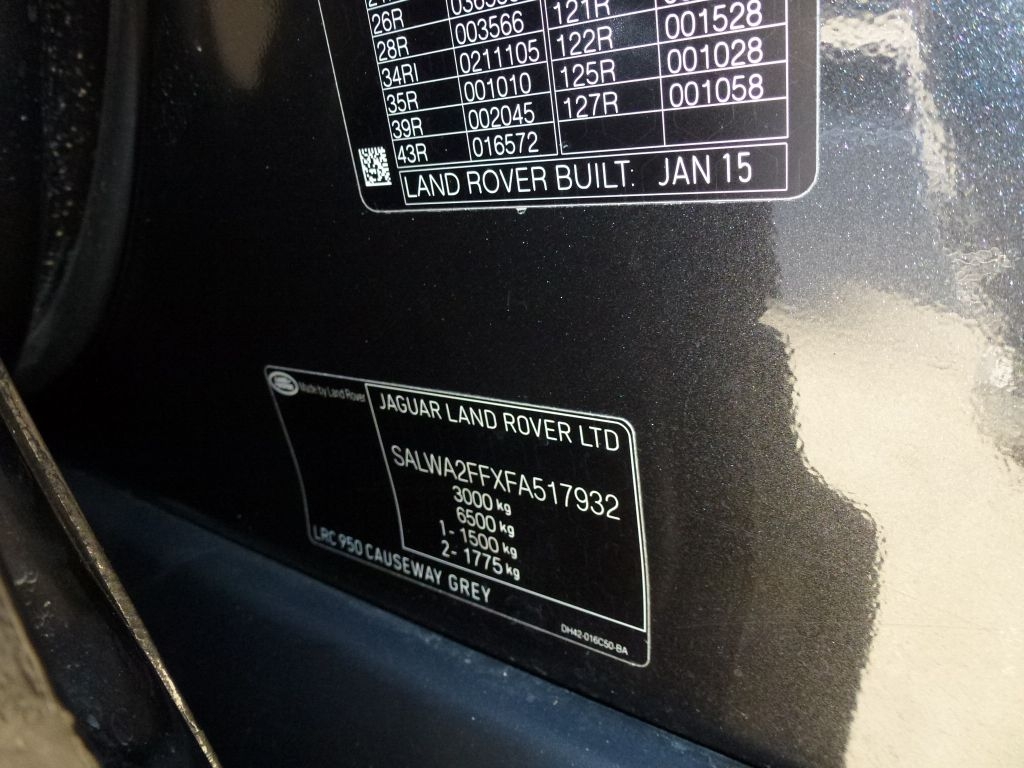 26R 003566 121R
28R 0211105 122R 001528
34RI 001010 125R 001028
35R 002045 127R 001058
39R 016572
43R
LAND ROVER BUILT: JAN 15
Made by Land Rover
JAGUAR LAND ROVER LTD
SALWA2FFXFA517932
3000 kg
6500 kg
1- 1500 kg
2- 1775 kg
LRC 950 CAUSEWAY GREY
DH42-016C50-BA